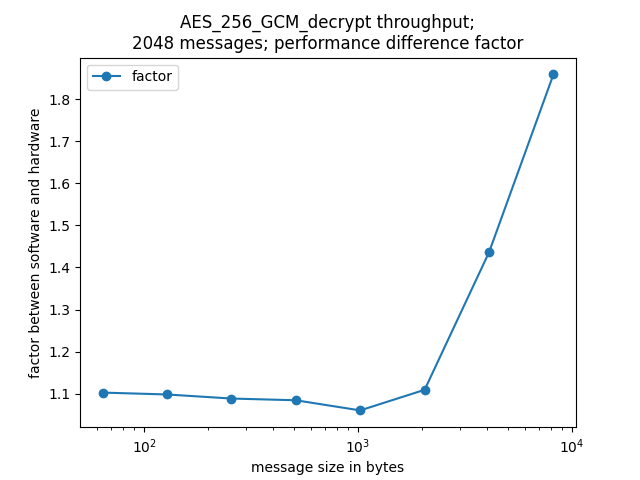 AES_256_GCM_decrypt throughput;
2048 messages; performance difference factor
factor
factor between software and hardware
1.8
1.7
1.6
1.5
1.4
1.3
1.2
1.1
10²
10³
10⁴
message size in bytes